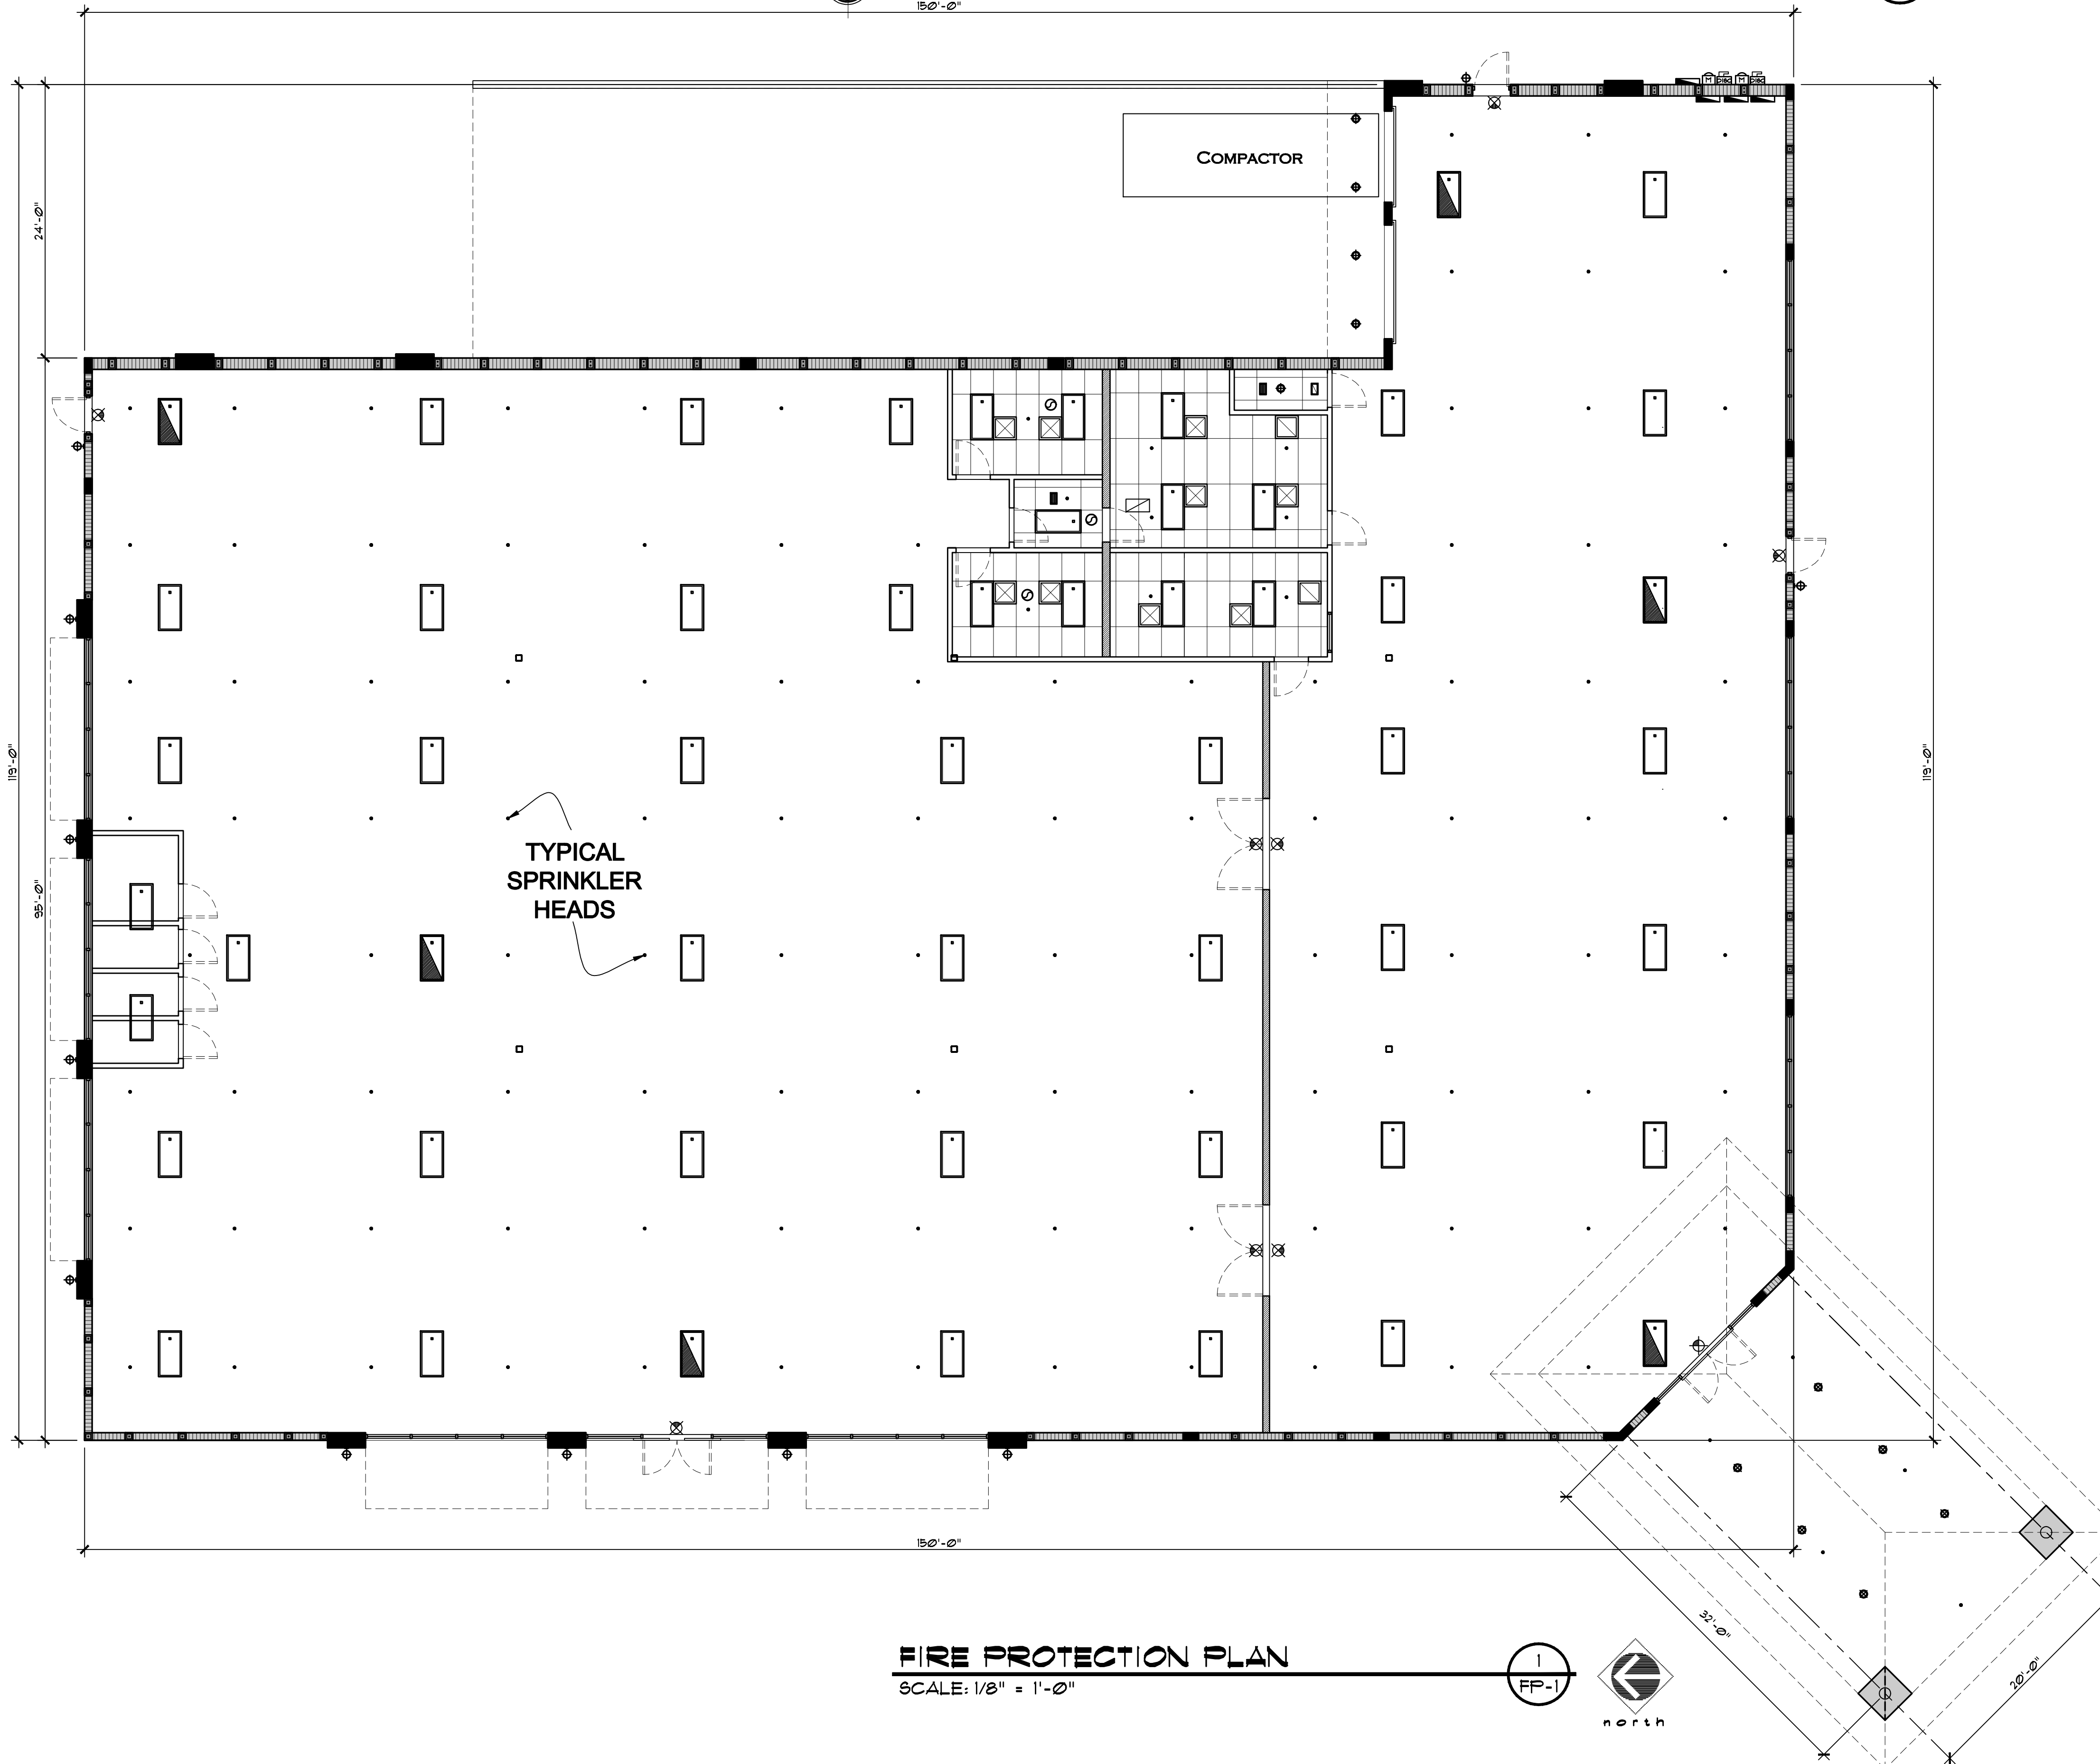 150'-0"
COMPACTOR
24'-0"
119'-0"
95'-0"
119'-0"
TYPICAL
SPRINKLER
HEADS
150'-0"
32'-0"
20'-0"
FIRE PROTECTION PLAN
SCALE: 1/8" = 1'-0"
1
FP-1
north